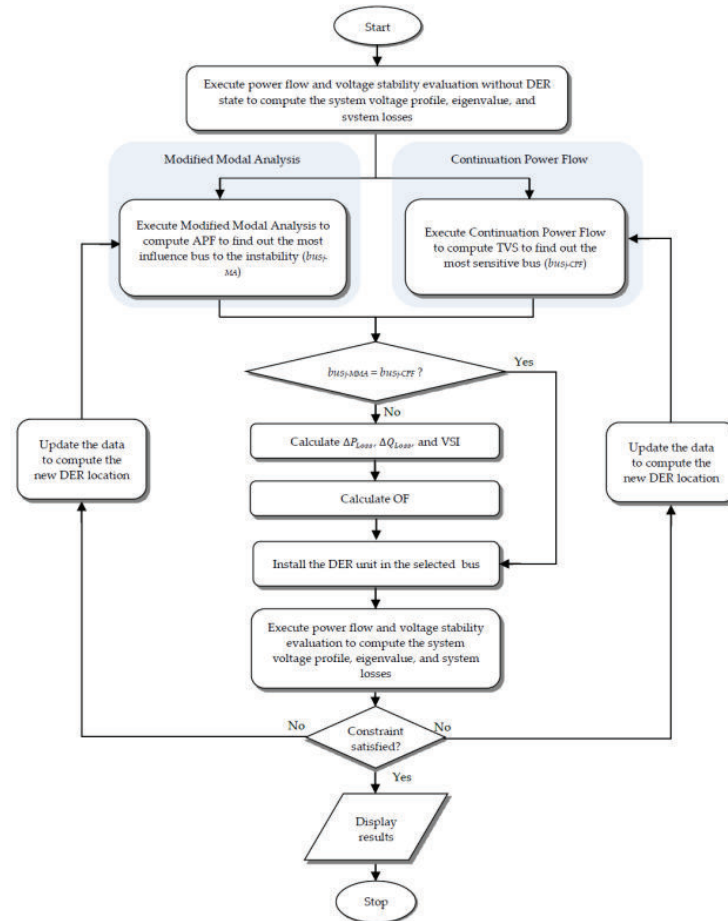 Start
Execute power flow and voltage stability evaluation without DER
state to compute the system voltage profile, eigenvalue, and
system losses
Modified Modal Analysis
Continuation Power Flow
Execute Modified Modal Analysis to
compute APF to find out the most
influence bus to the instability (busj-
MA)
Execute Continuation Power Flow
to compute TVS to find out the
most sensitive bus (busj-CPF)
busj-MMA = busj-CPF ?
Yes
No
Calculate ΔPLoss, ΔQLoss, and VSI
Calculate OF
Install the DER unit in the selected bus
Execute power flow and voltage stability
evaluation to compute the system
voltage profile, eigenvalue, and system
losses
Update the data
to compute the
new DER location
Update the data
to compute the
new DER location
No
Constraint
satisfied?
No
Yes
Display
results
Stop